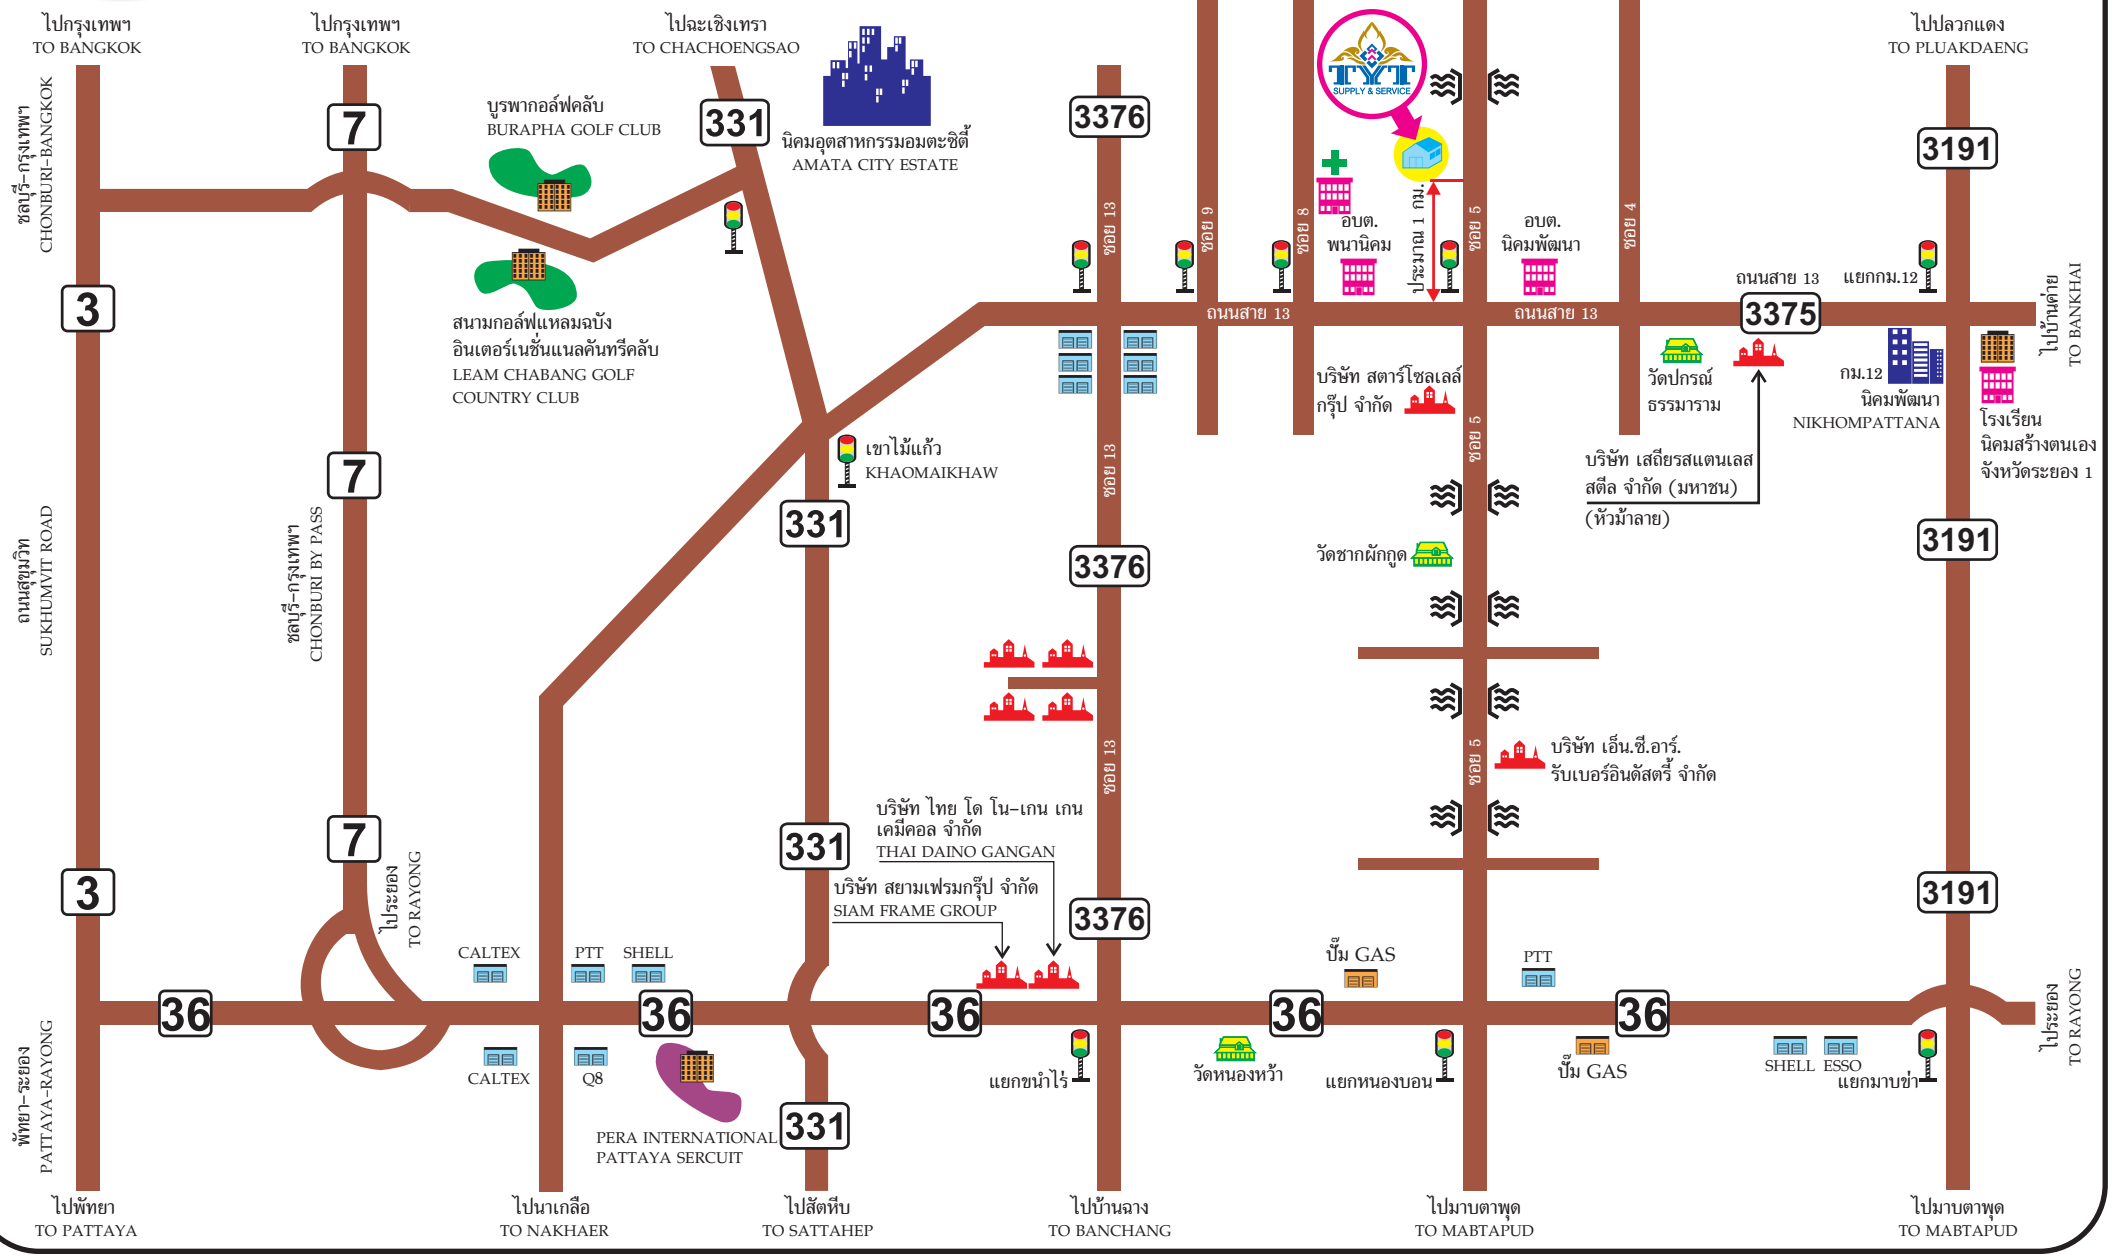 ไปกรุงเทพฯ
TO BANGKOK
ไปกรุงเทพฯ
TO BANGKOK
ไปฉะเชิงเทรา
TO CHACHOENGSAO
ไปปลวกแดง
TO PLUAKDAENG
TYT
SUPPLY & SERVICE
ชลบุรี-กรุงเทพฯ
CHONBURI-BANGKOK
7
บูรพากอล์ฟคลับ
BURAPHA GOLF CLUB
331
นิคมอุตสาหกรรมอมตะซิตี้
AMATA CITY ESTATE
3376
3191
ซอย 13
ซอย 9
ซอย 8
อบต.
พนานิคม
ประมาณ 1 กม.
ซอย 5
อบต.
นิคมพัฒนา
ซอย 4
ถนนสาย 13
แยกกม.12
3
สนามกอล์ฟแหลมฉบัง
อินเตอร์เนชั่นแนลคันทรีคลับ
LEAM CHABANG GOLF
COUNTRY CLUB
ถนนสาย 13
ถนนสาย 13
3375
ไปบ้านค่าย
TO BANKHAI
บริษัท สตาร์โซลเลล์
กรุ๊ป จำกัด
วัดปกรณ์
ธรรมาราม
กม.12
นิคมพัฒนา
NIKHOMPATTANA
โรงเรียน
นิคมสร้างตนเอง
จังหวัดระยอง 1
เขาไม้แก้ว
KHAOMAIKHAW
7
331
ซอย 13
ซอย 5
บริษัท เสถียรสแตนเลส
สตีล จำกัด (มหาชน)
(หัวม้าลาย)
ถนนสุขุมวิท
SUKHUMVIT ROAD
ชลบุรี-กรุงเทพฯ
CHONBURI BY PASS
3376
วัดชากผักกูด
3191
ซอย 13
ซอย 5
บริษัท เอ็น.ซี.อาร์.
รับเบอร์อินดัสตรี้ จำกัด
7
331
บริษัท ไทย โด โน-เกน เกน
เคมีคอล จำกัด
THAI DAINO GANGAN
บริษัท สยามเฟรมกรุ๊ป จำกัด
SIAM FRAME GROUP
3
ไประยอง
TO RAYONG
3376
3191
CALTEX
PTT
SHELL
ปั๊ม GAS
PTT
36
36
36
36
36
ไประยอง
TO RAYONG
พัทยา-ระยอง
PATTAYA-RAYONG
CALTEX
Q8
แยกขนำไร่
วัดหนองหว้า
แยกหนองบอน
ปั๊ม GAS
SHELL
ESSO
แยกมาบข่า
PERA INTERNATIONAL
PATTAYA SERCUIT
331
ไปพัทยา
TO PATTAYA
ไปนาเกลือ
TO NAKHAER
ไปสัตหีบ
TO SATTAHEP
ไปบ้านฉาง
TO BANCHANG
ไปมาบตาพุด
TO MABTAPUD
ไปมาบตาพุด
TO MABTAPUD